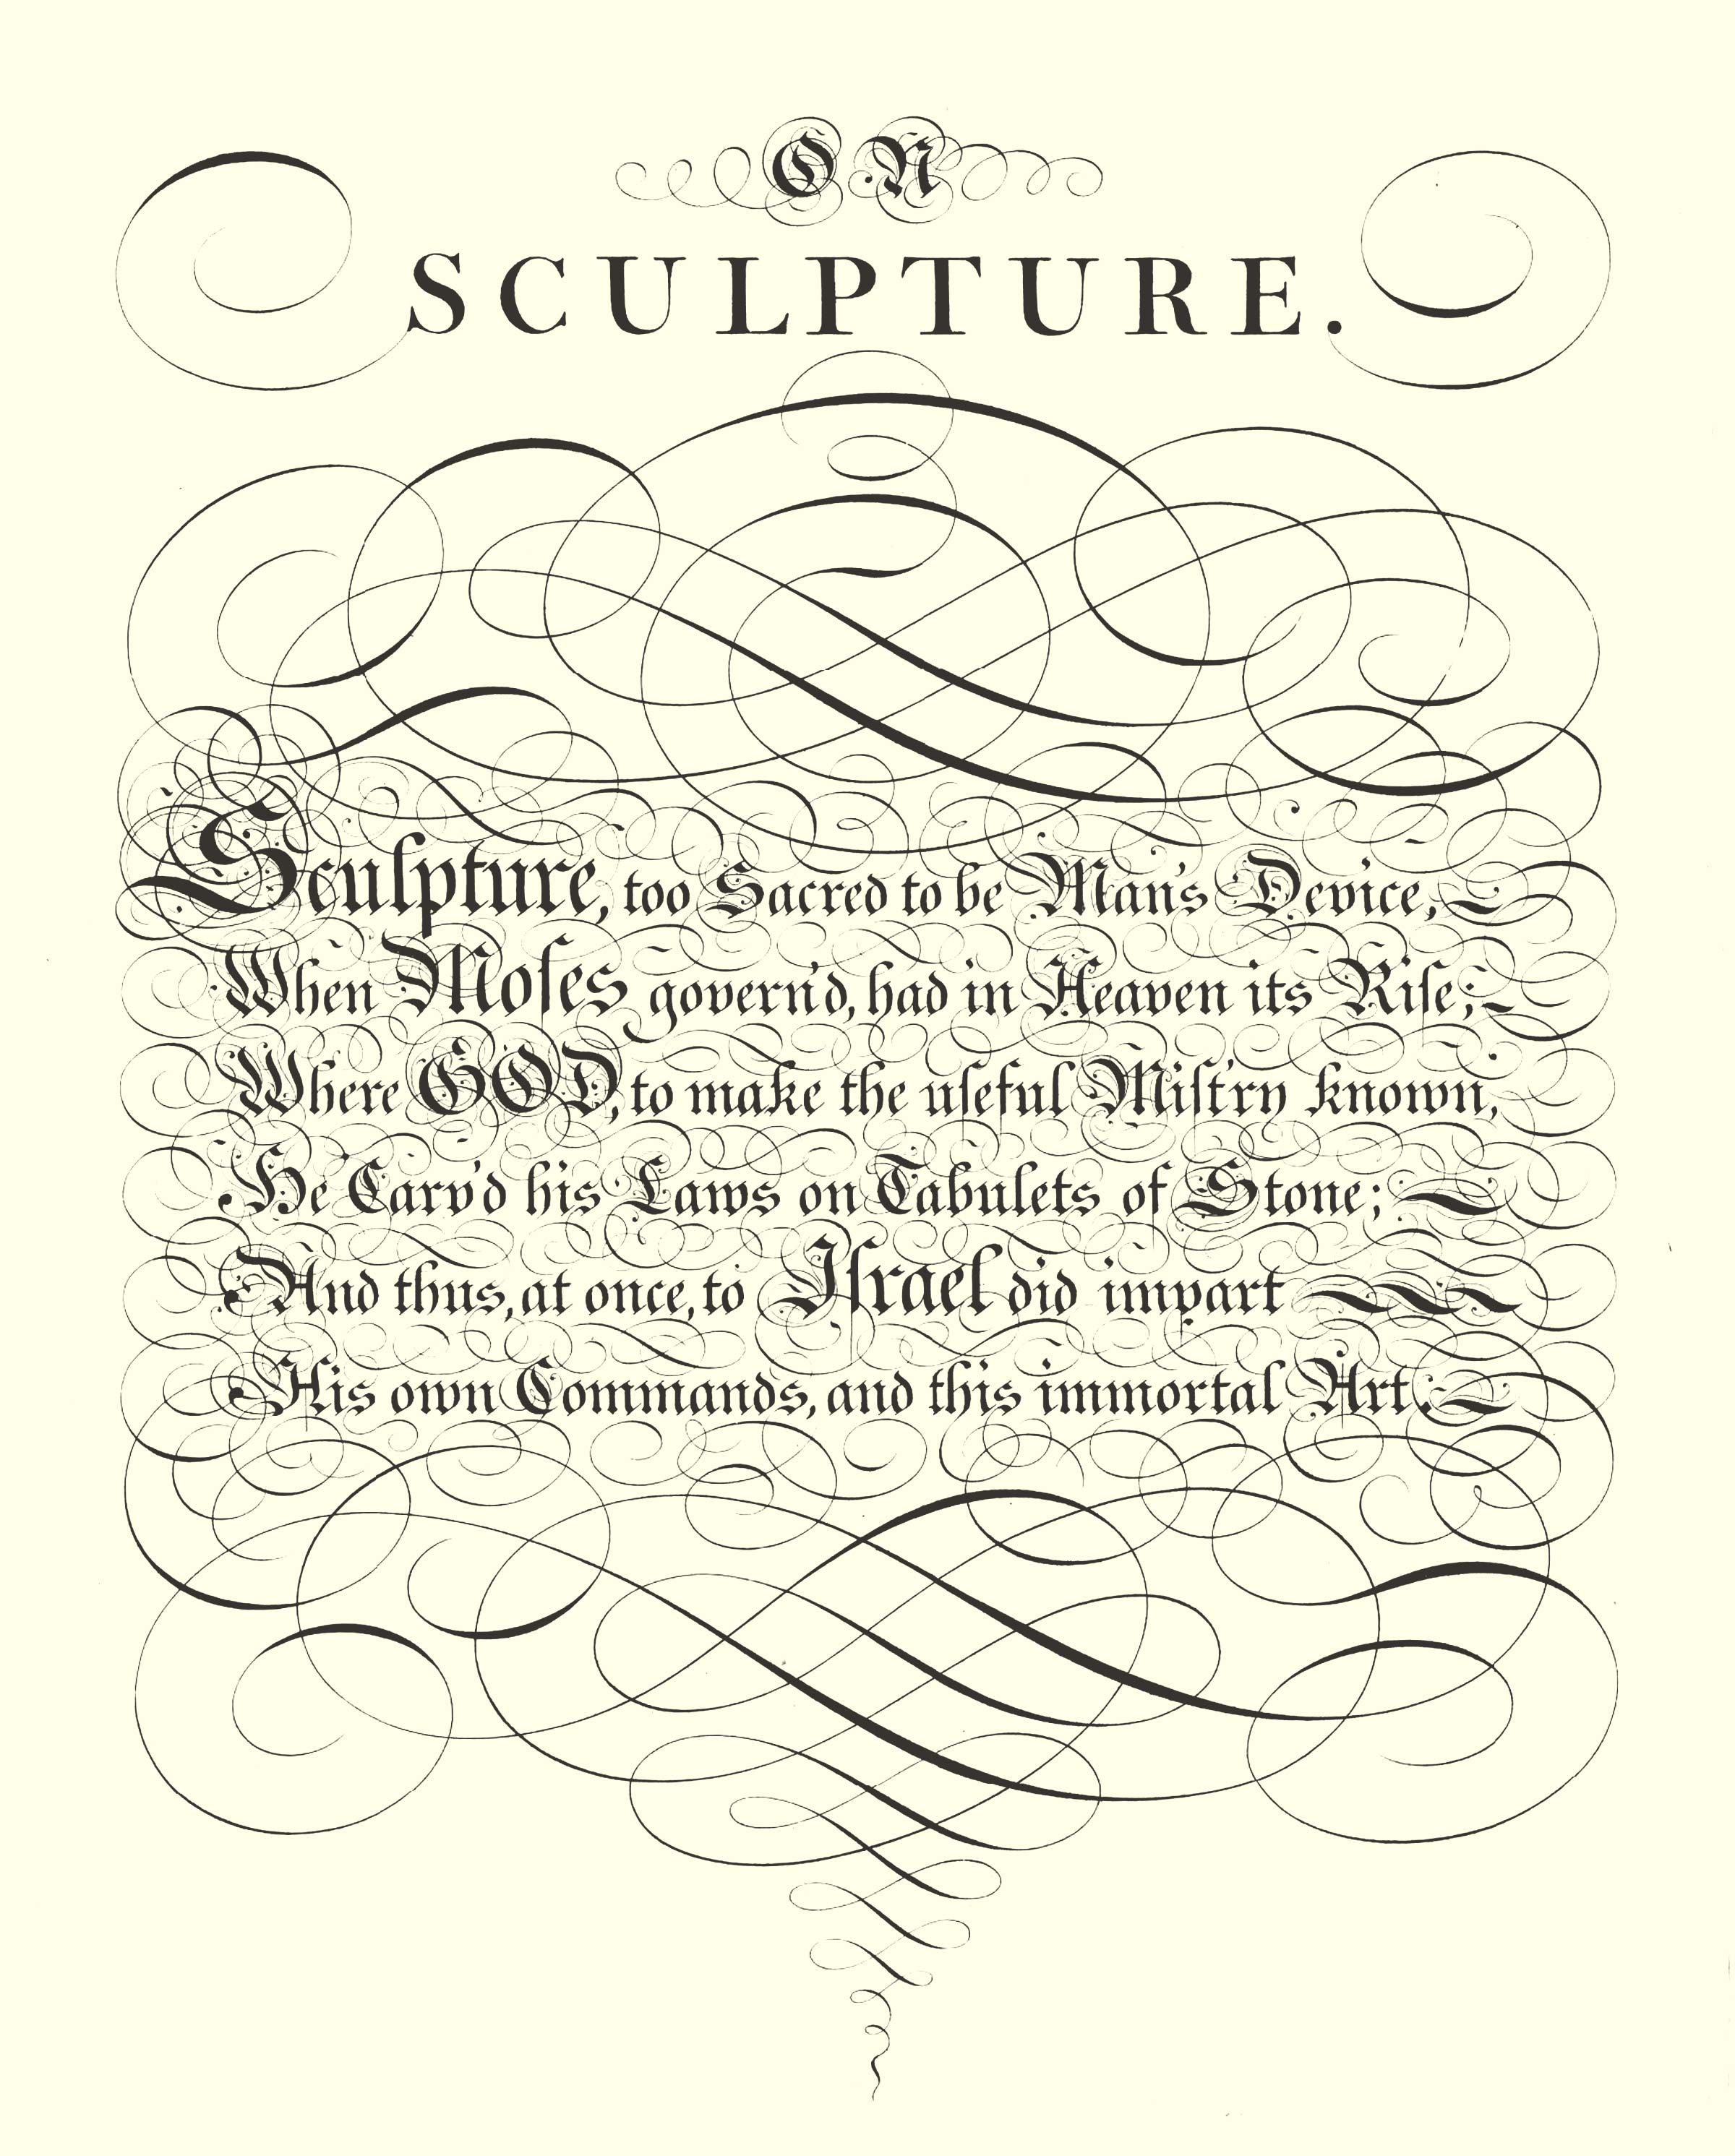 ON
SCULPTURE.
Sculpture, too Sacred to be Man's Device,
When Moſes govern'd, had in Heaven its Riſe;
Where GOD, to make the uſeful Miſt'ry known,
He Carv'd his Laws on Tabulets of Stone;
And thus, at once, to Iſrael did impart
His own Commands, and this immortal Art.